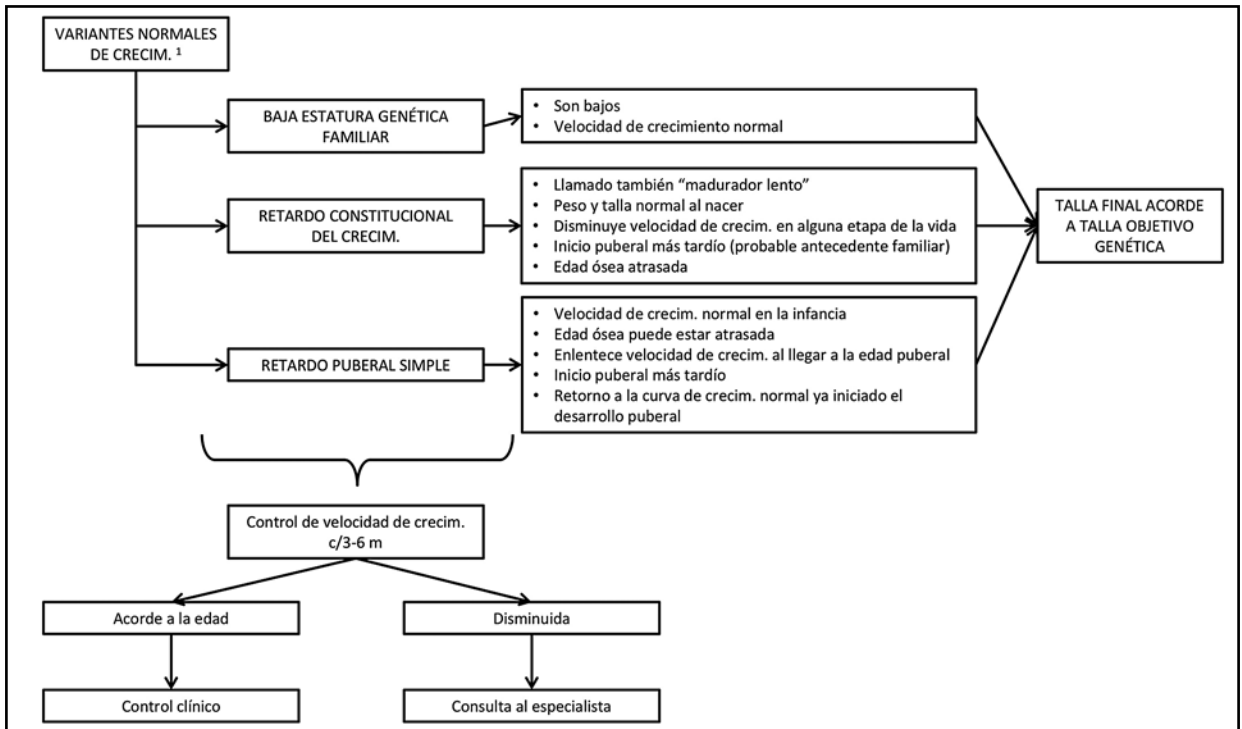 VARIANTES NORMALES
DE CRECIM. ¹
BAJA ESTATURA GENÉTICA
FAMILIAR
• Son bajos
• Velocidad de crecimiento normal
RETARDO CONSTITUCIONAL
DEL CRECIM.
• Llamado también “madurador lento”
• Peso y talla normal al nacer
• Disminuye velocidad de crecim. en alguna etapa de la vida
• Inicio puberal más tardío (probable antecedente familiar)
• Edad ósea atrasada
TALLA FINAL ACORDE
A TALLA OBJETIVO
GENÉTICA
RETARDO PUBERAL SIMPLE
• Velocidad de crecim. normal en la infancia
• Edad ósea puede estar atrasada
• Enlentece velocidad de crecim. al llegar a la edad puberal
• Inicio puberal más tardío
• Retorno a la curva de crecim. normal ya iniciado el
desarrollo puberal
Control de velocidad de crecim.
c/3-6 m
Acorde a la edad
Disminuida
Control clínico
Consulta al especialista